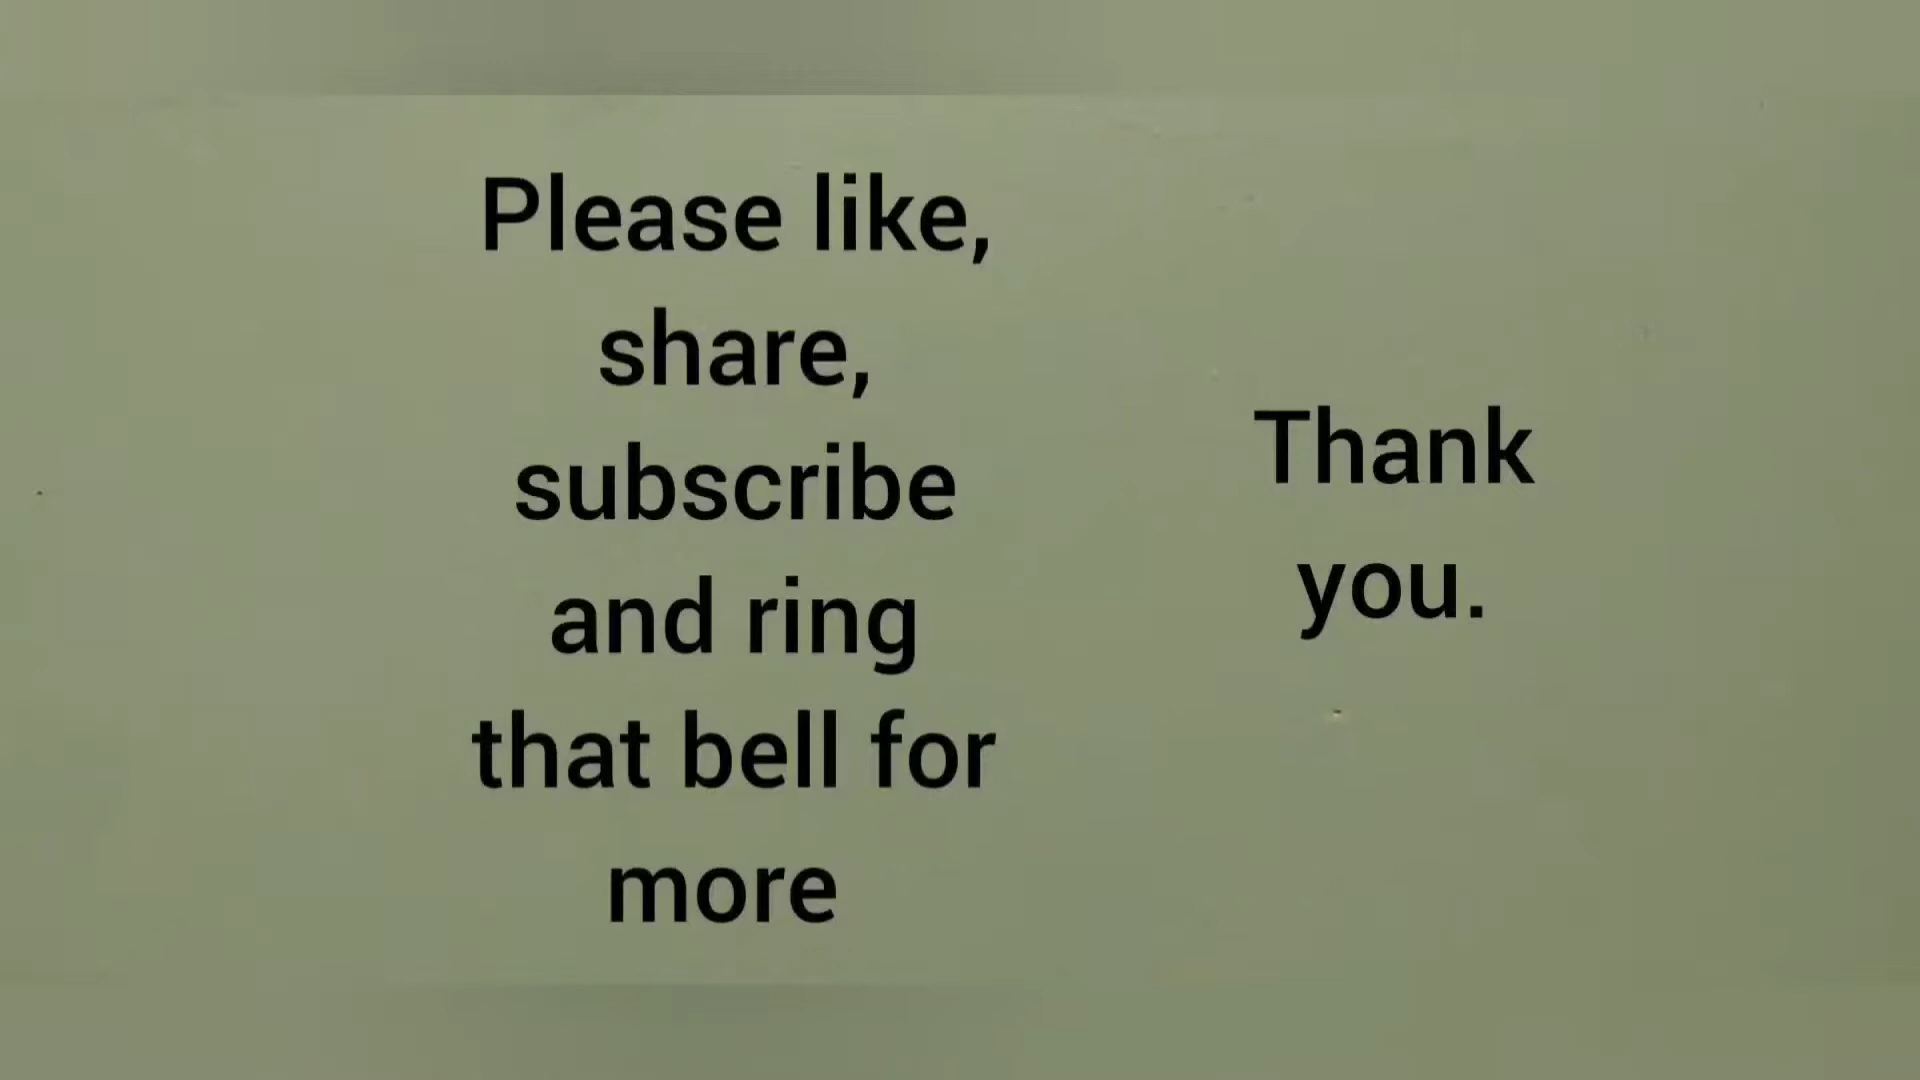 Please like,
share,
subscribe
and ring
that bell for
more
Thank
you.